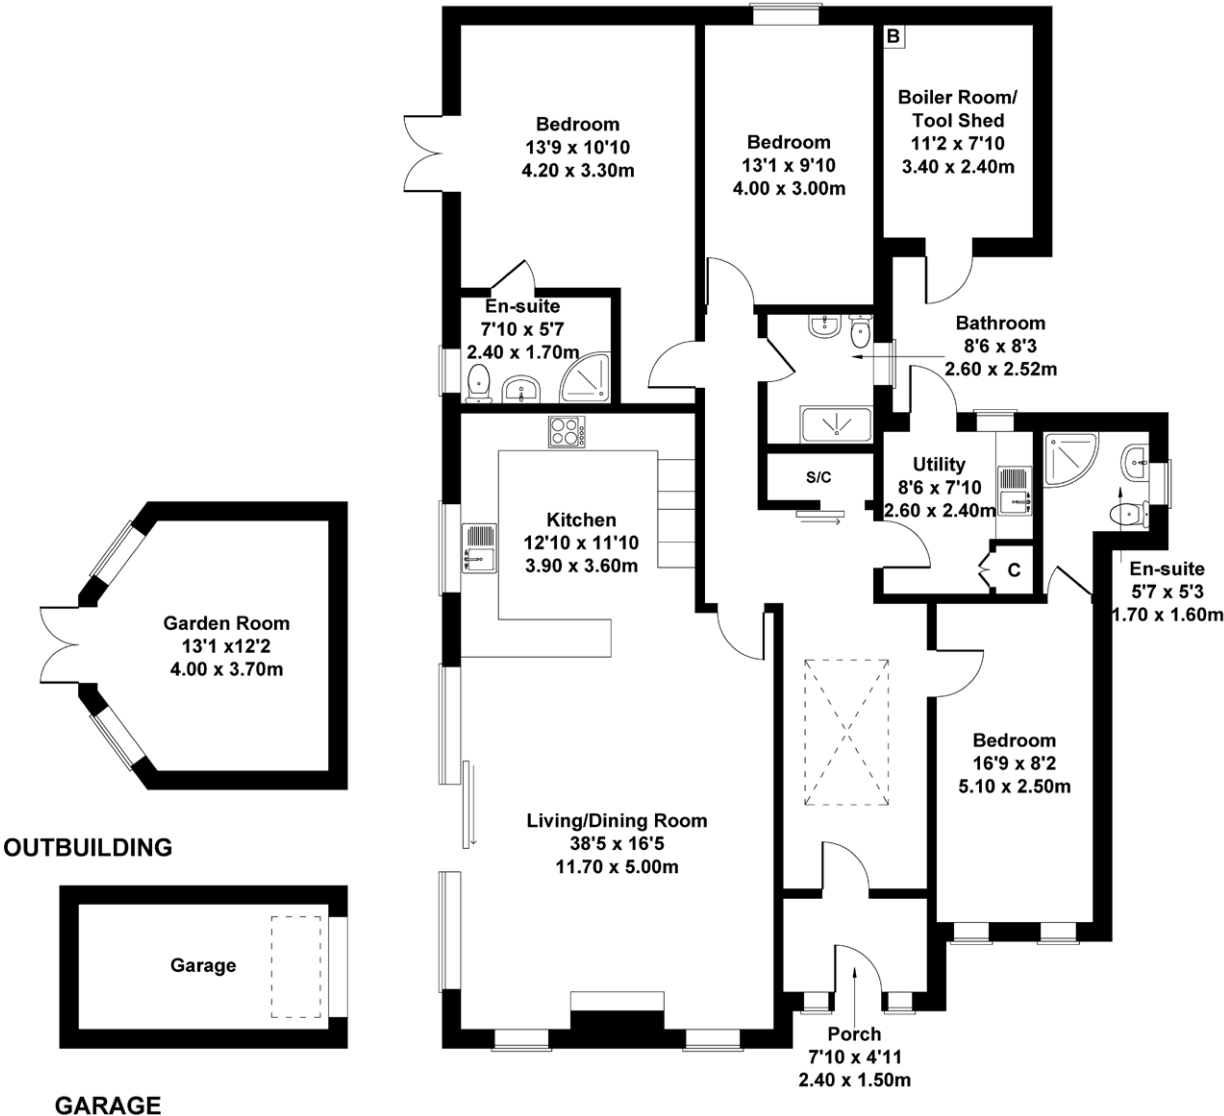 Bedroom
13'9 x 10'10
4.20 x 3.30m
Bedroom
13'1 x 9'10
4.00 x 3.00m
B
Boiler Room/
Tool Shed
11'2 x 7'10
3.40 x 2.40m
En-suite
7'10 x 5'7
2.40 x 1.70m
Bathroom
8'6 x 8'3
2.60 x 2.52m
S/C
Utility
8'6 x 7'10
2.60 x 2.40m
C
Kitchen
12'10 x 11'10
3.90 x 3.60m
En-suite
5'7 x 5'3
1.70 x 1.60m
Garden Room
13'1 x12'2
4.00 x 3.70m
Bedroom
16'9 x 8'2
5.10 x 2.50m
Living/Dining Room
38'5 x 16'5
11.70 x 5.00m
OUTBUILDING
Garage
Porch
7'10 x 4'11
2.40 x 1.50m
GARAGE